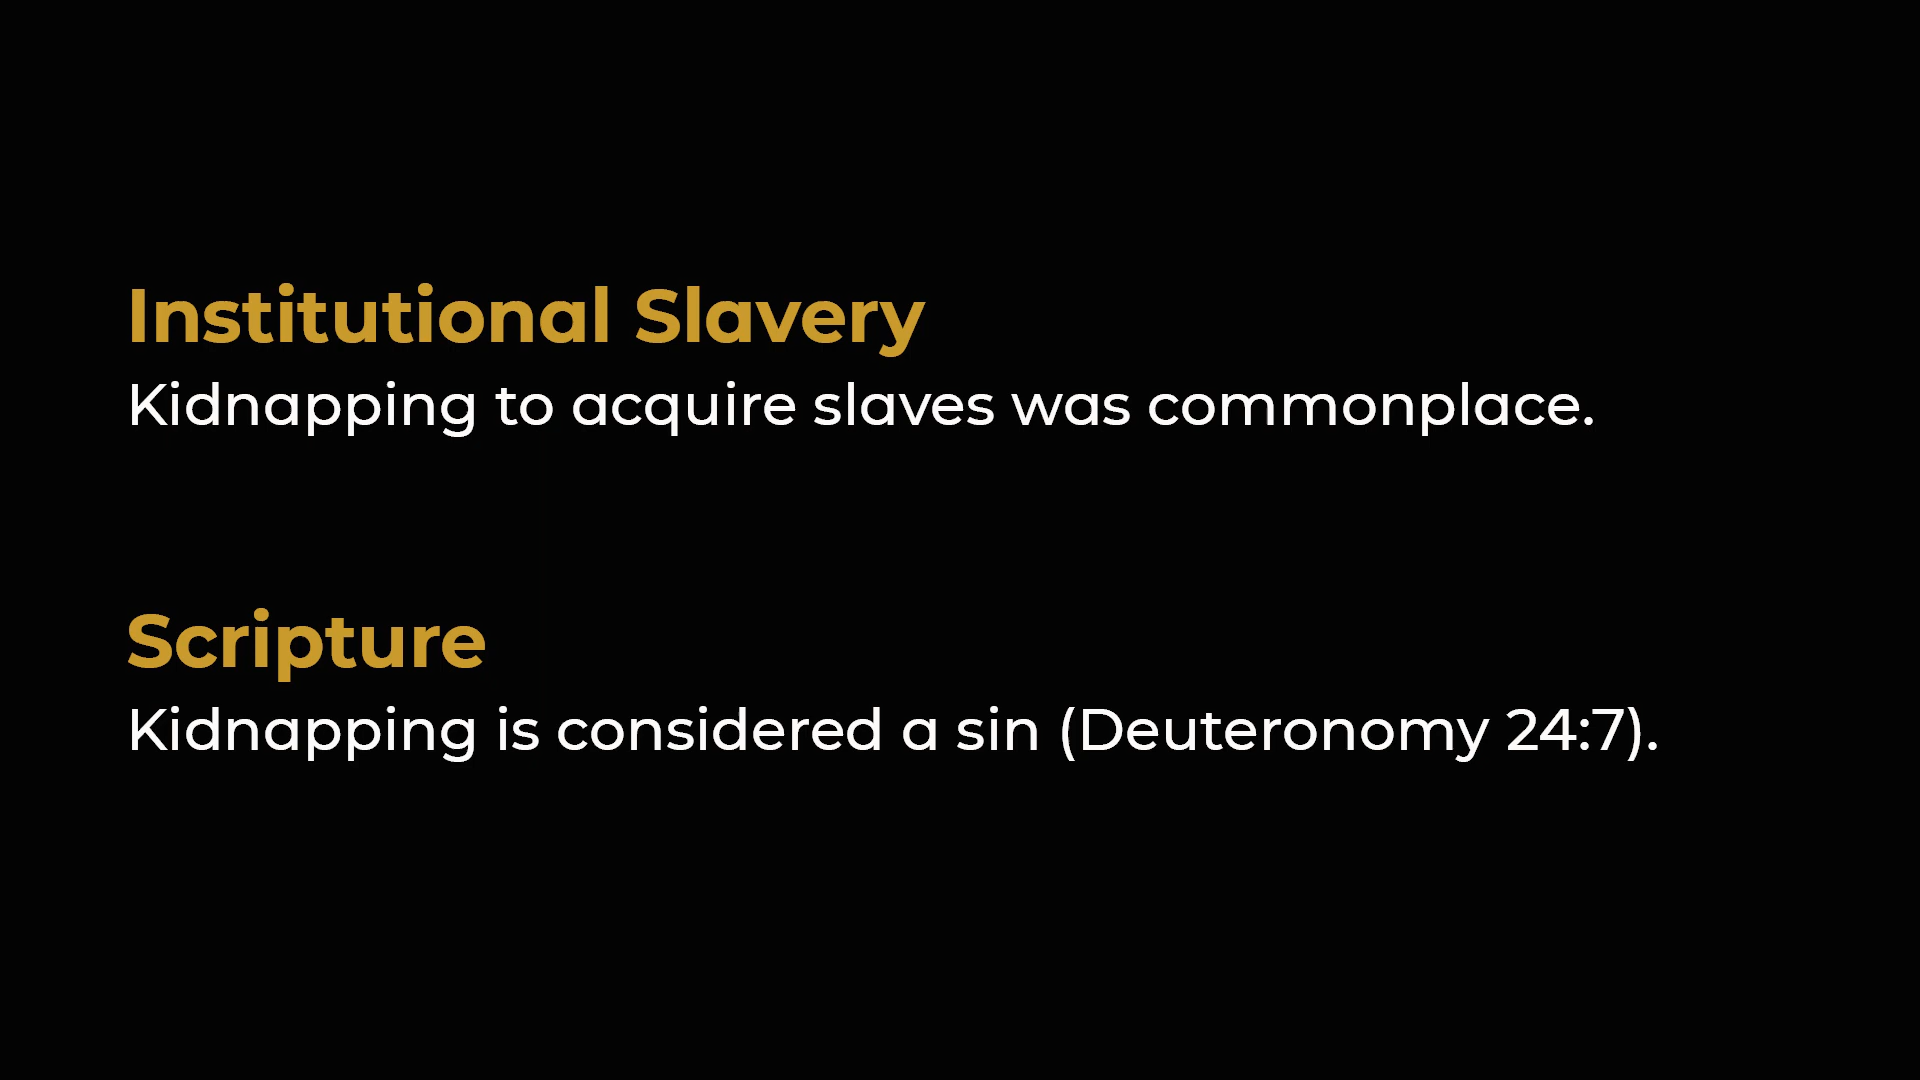 Institutional Slavery
Kidnapping to acquire slaves was commonplace.
Scripture
Kidnapping is considered a sin (Deuteronomy 24:7).